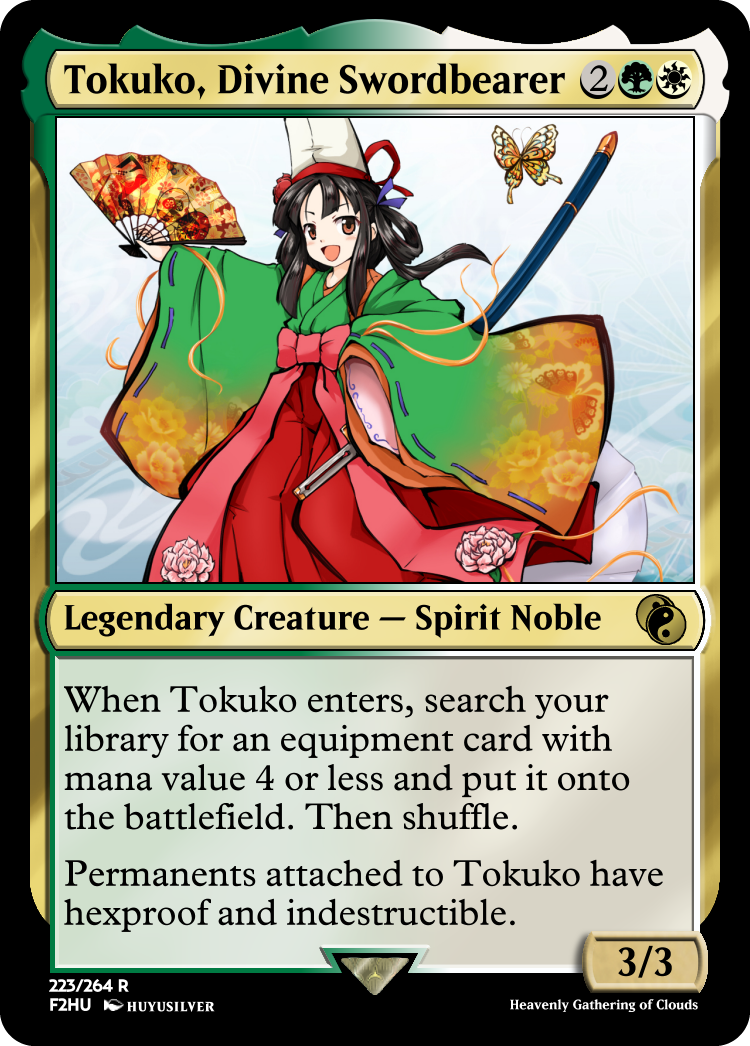 Tokuko, Divine Swordbearer 2
Legendary Creature — Spirit Noble
When Tokuko enters, search your
library for an equipment card with
mana value 4 or less and put it onto
the battlefield. Then shuffle.
Permanents attached to Tokuko have
hexproof and indestructible.
3/3
223/264 R
F2HU HUYUSILVER
Heavenly Gathering of Clouds